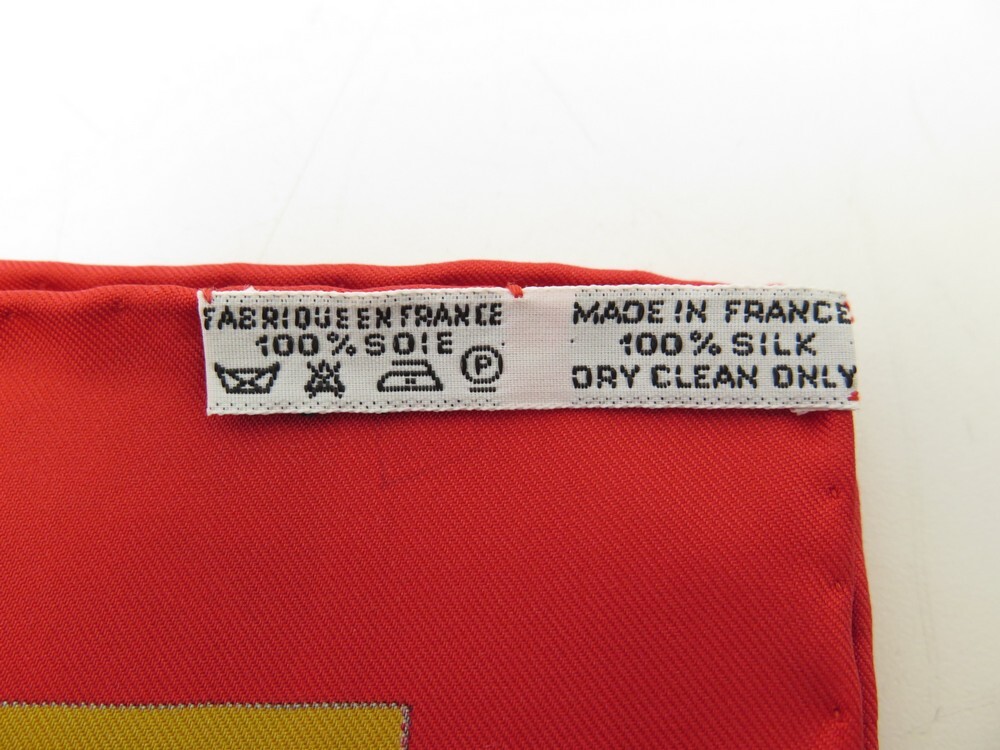 FABRIQUE EN FRANCE
100% SOIE
P
MADE IN FRANCE
100% SILK
DRY CLEAN ONLY